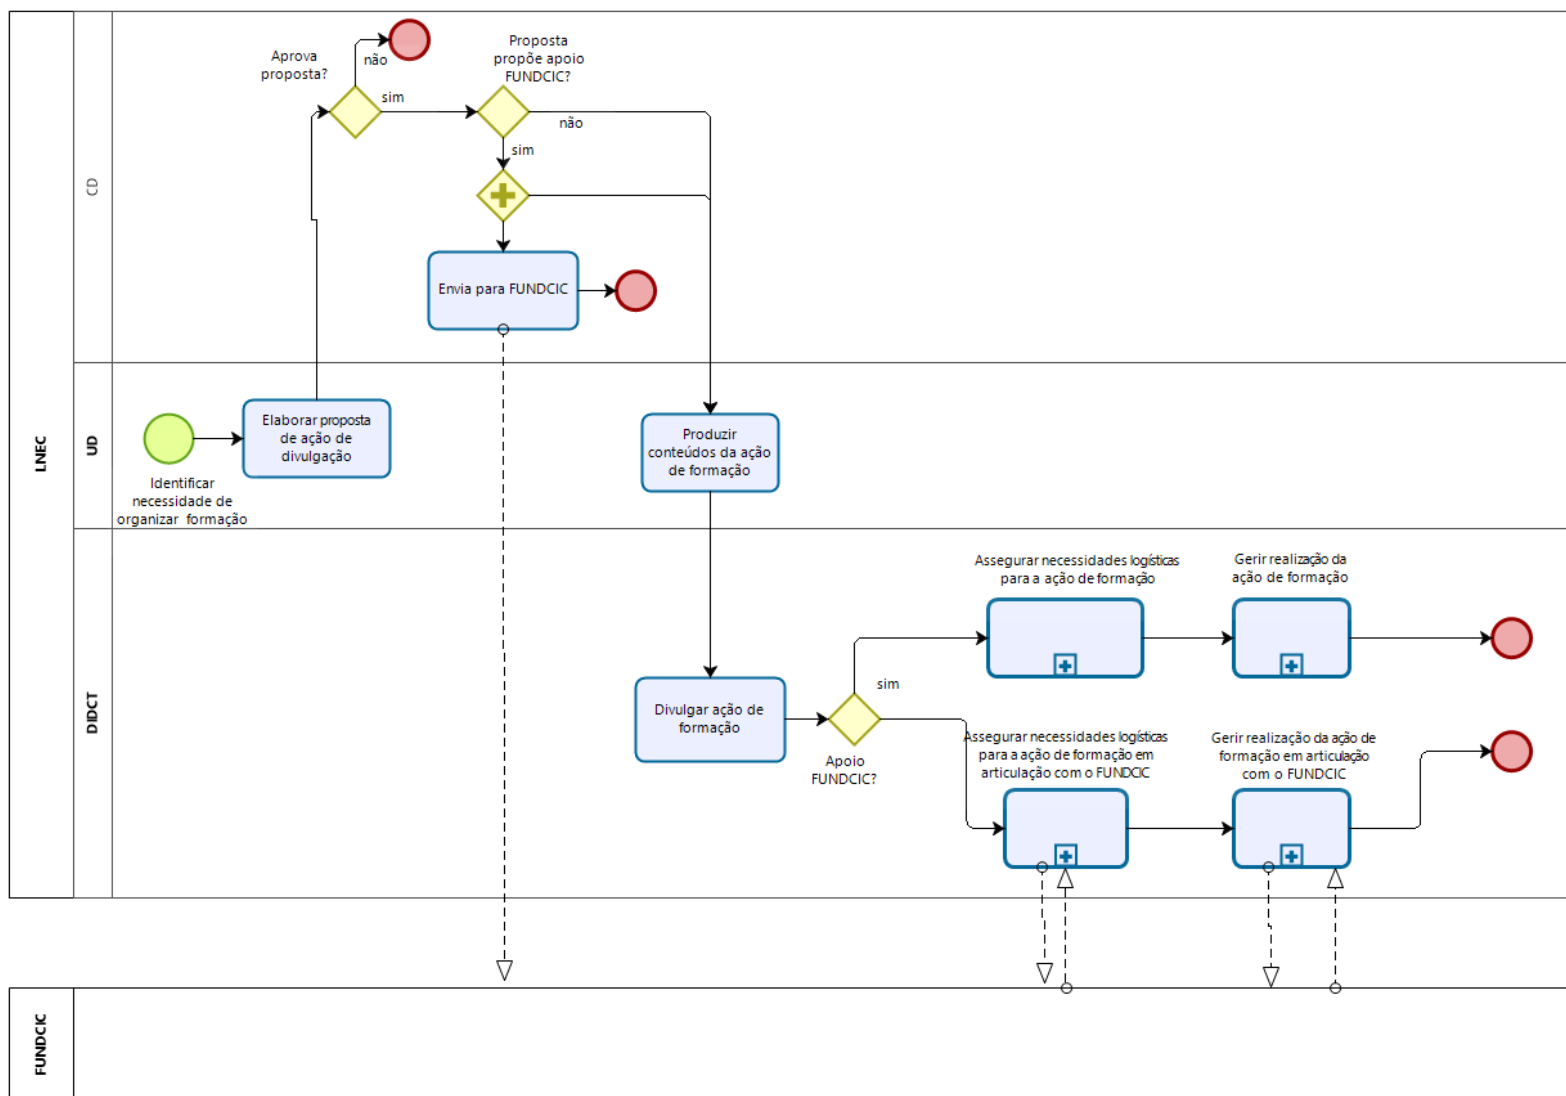 LNEC
CD
Aprova
proposta?
não
sim
Proposta
propõe apoio
FUNDCIC?
não
sim
Envia para FUNDCIC
UD
Identificar
necessidade de
organizar formação
Elaborar proposta
de ação de
divulgação
Produzir
conteúdos da ação
de formação
DIDCT
Divulgar ação de
formação
Apoio
FUNDCIC?
sim
Assegurar necessidades logísticas
para a ação de formação
Gerir realização da
ação de formação
Assegurar necessidades logísticas
para a ação de formação em
articulação com o FUNDCIC
Gerir realização da ação de
formação em articulação
com o FUNDCIC
FUNDCIC